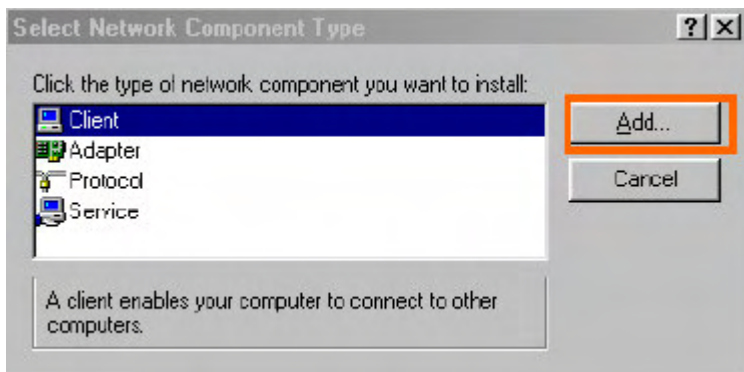 Select Network Component Type
Click the type of network component you want to install:
Client
Adapter
Protocol
Service
Add...
Cancel
A client enables your computer to connect to other
computers.